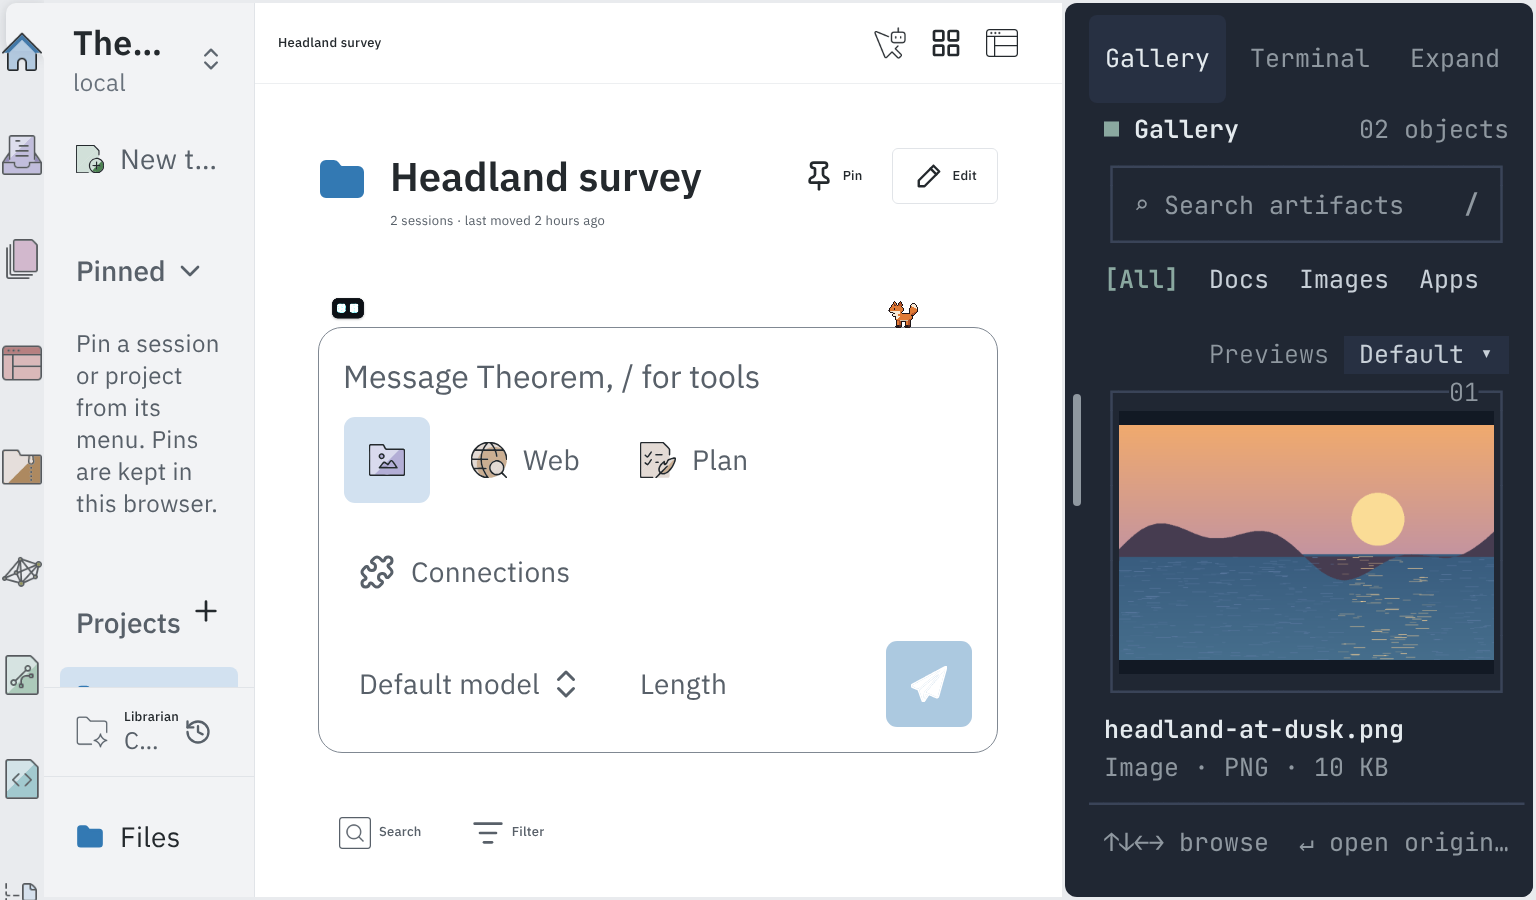 The...
local
New t...
Pinned
Pin a session
or project
from its
menu. Pins
are kept in
this browser.
Projects
Librarian
C...
Files
Headland survey
Headland survey
2 sessions · last moved 2 hours ago
Pin
Edit
Message Theorem, / for tools
Web
Plan
Connections
Default model
Length
Search
Filter
Gallery
Terminal
Expand
Gallery
02 objects
Search artifacts
/
[All]
Docs
Images
Apps
Previews
Default
01
headland-at-dusk.png
Image · PNG · 10 KB
↑↓←→ browse
↵ open origin…